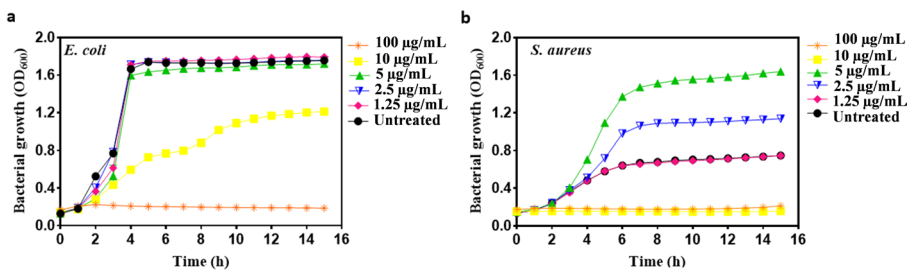 a
E. coli
Bacterial growth (OD600)
2.0
1.6
1.2
0.8
0.4
0.0
0 2 4 6 8 10 12 14 16
Time (h)
100 µg/mL
10 µg/mL
5 µg/mL
2.5 µg/mL
1.25 µg/mL
Untreated
b
S. aureus
Bacterial growth (OD600)
2.0
1.6
1.2
0.8
0.4
0.0
0 2 4 6 8 10 12 14 16
Time (h)
100 µg/mL
10 µg/mL
5 µg/mL
2.5 µg/mL
1.25 µg/mL
Untreated